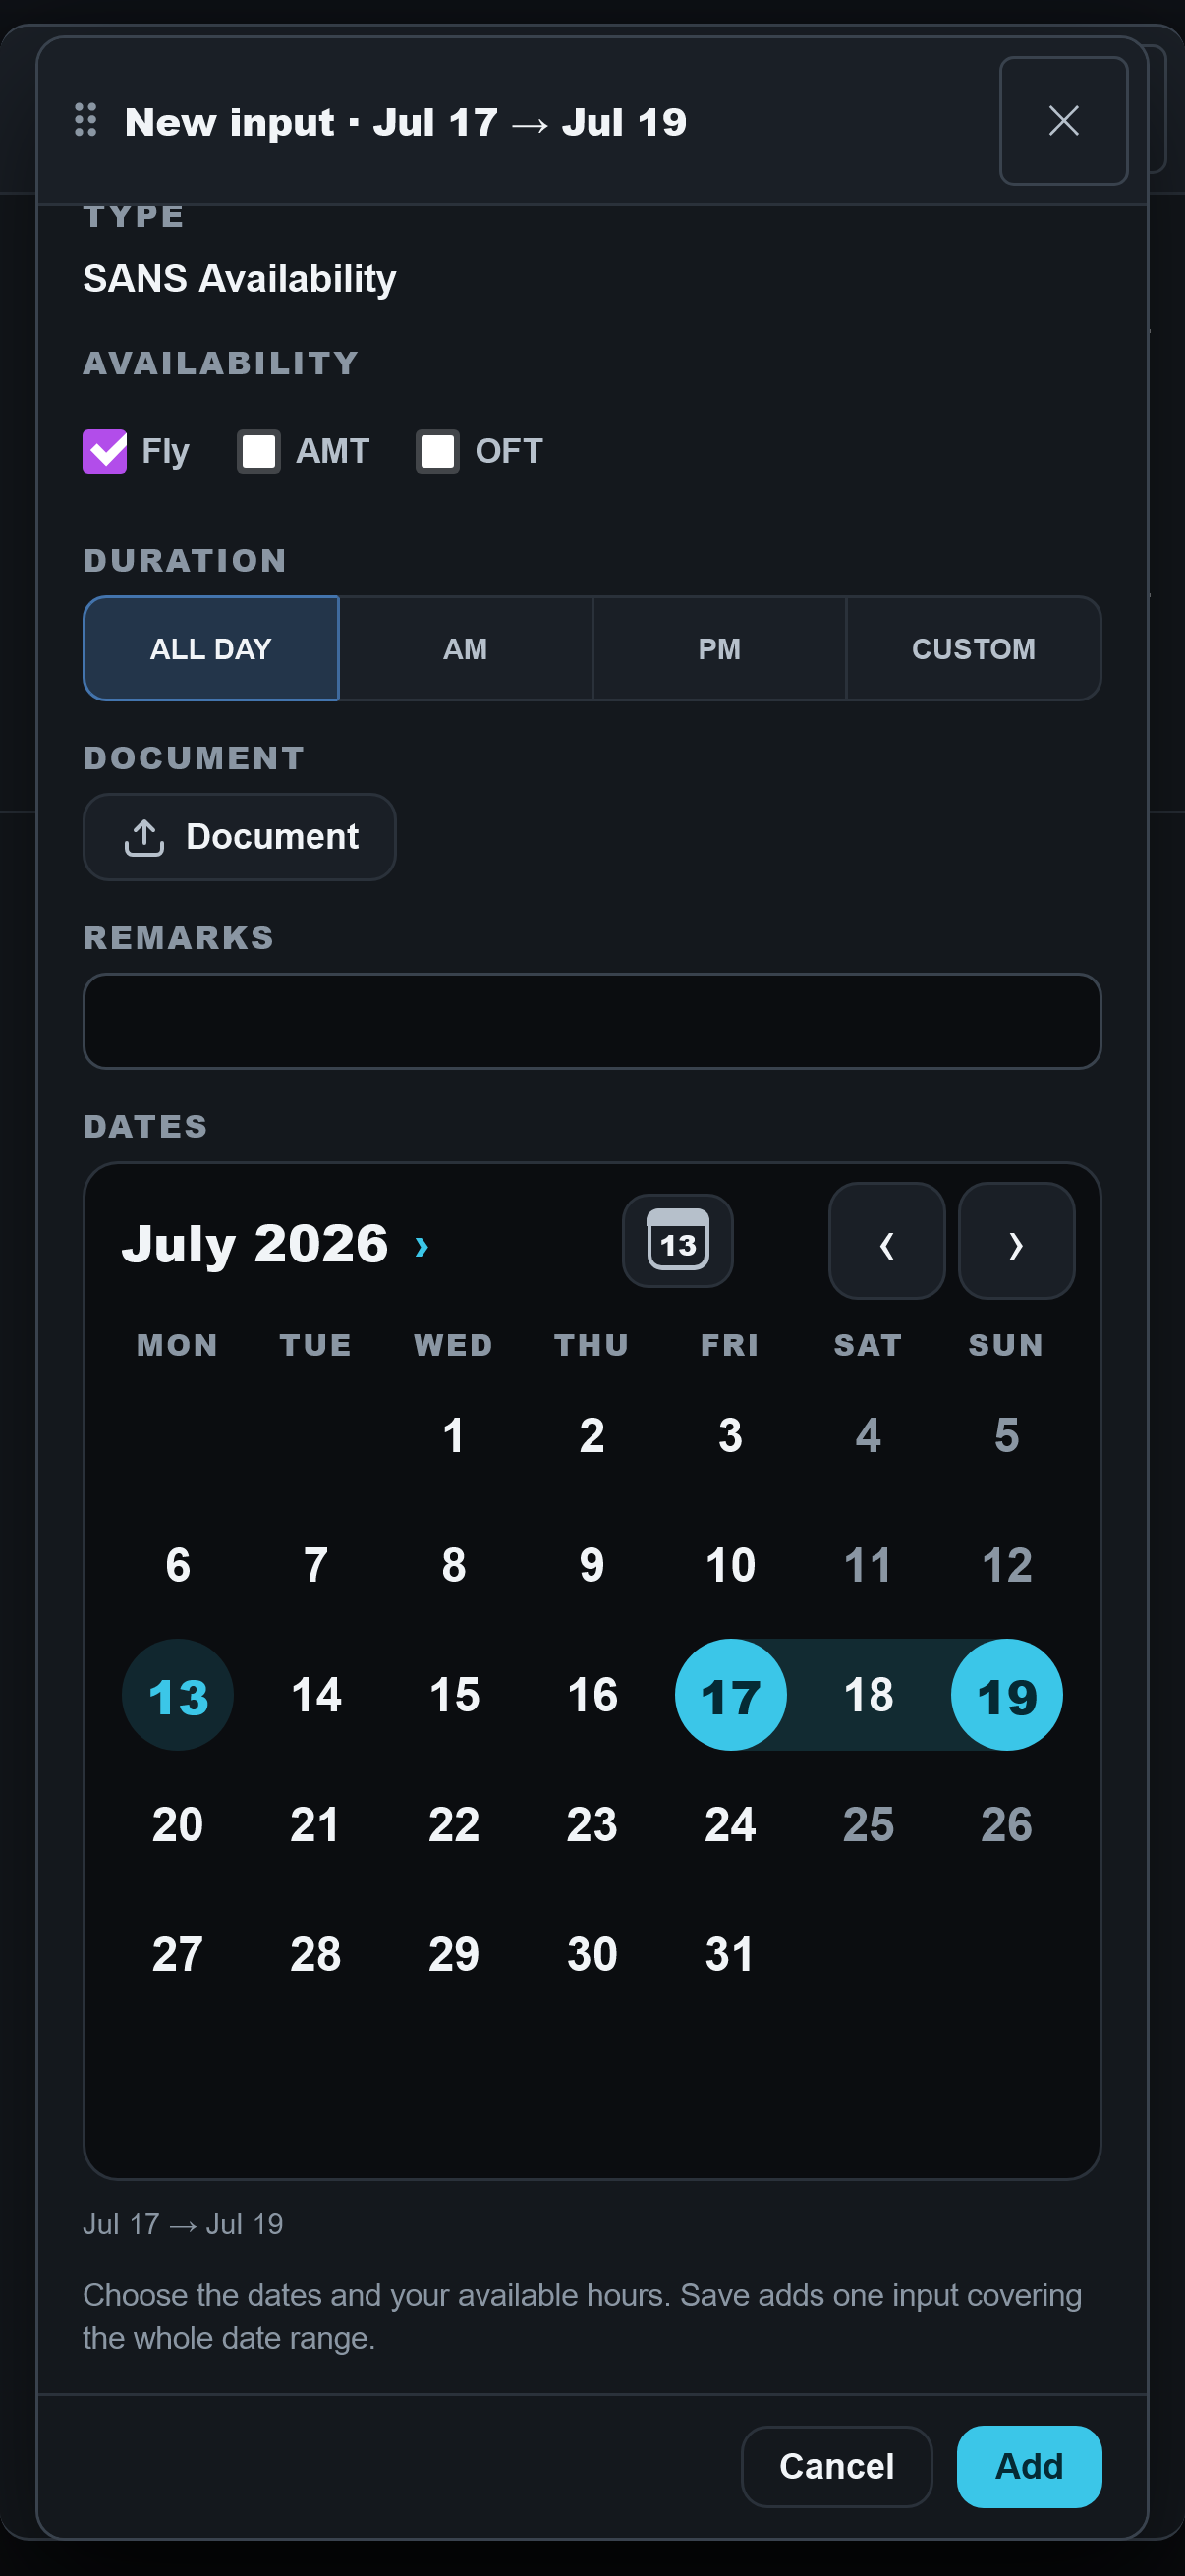 New input · Jul 17 → Jul 19
TYPE
SANS Availability
AVAILABILITY
Fly AMT OFT
DURATION
ALL DAY AM PM CUSTOM
DOCUMENT
Document
REMARKS
DATES
July 2026 › 13 ‹ ›
MON TUE WED THU FRI SAT SUN
1 2 3 4 5
6 7 8 9 10 11 12
13 14 15 16 17 18 19
20 21 22 23 24 25 26
27 28 29 30 31
Jul 17 → Jul 19
Choose the dates and your available hours. Save adds one input covering
the whole date range.
Cancel Add